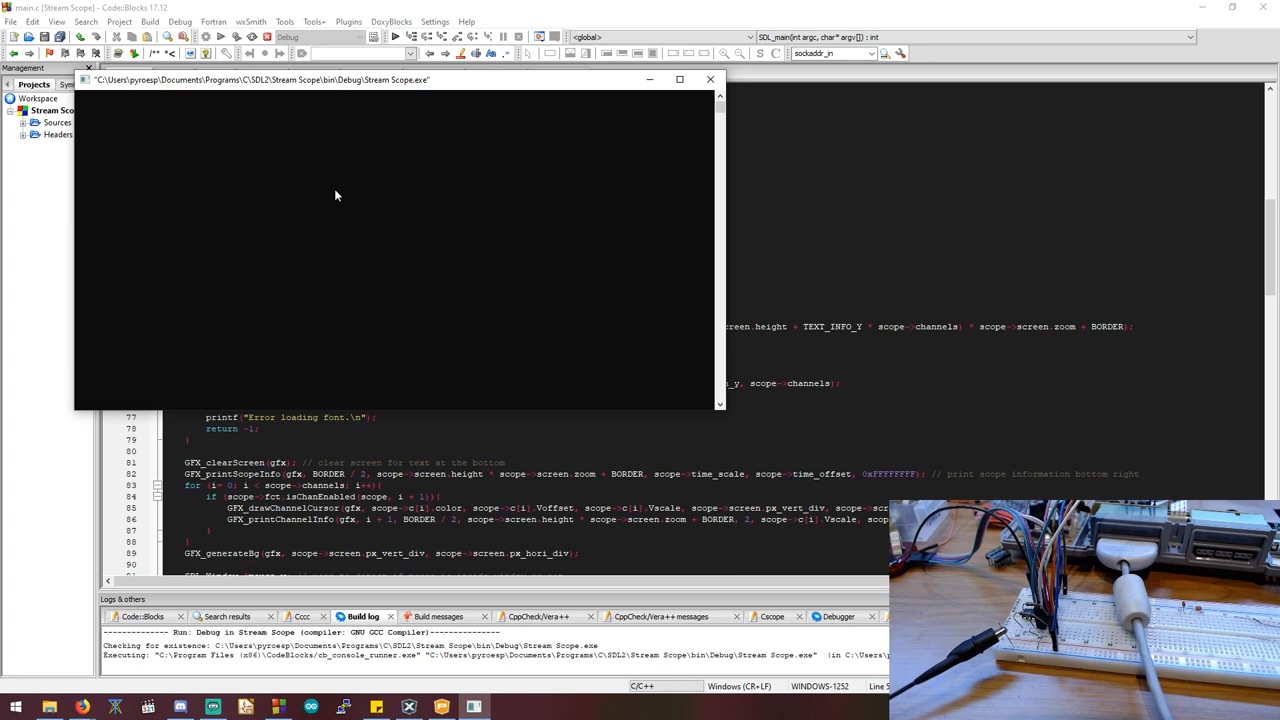 main.c [Stream Scope] - Code::Blocks 17.12
File Edit View Search Project Build Debug Fortran wxSmith Tools Tools+ Plugins DoxyBlocks Settings Help
Debug <global> SDL_main(int argc, char* argv[]) : int
/** *< S C sockaddr_in
Management
Projects Sym
"C:\Users\pyroesp\Documents\Programs\C\SDL2\Stream Scope\bin\Debug\Stream Scope.exe"
Workspace
Stream Sco
Sources
Headers
creen.height + TEXT_INFO_Y * scope->channels) * scope->screen.zoom + BORDER);
_y, scope->channels);
77 printf("Error loading font.\n");
78 return -1;
79 }
80
81 GFX_clearScreen(gfx); // clear screen for text at the bottom
82 GFX_printScopeInfo(gfx, BORDER / 2, scope->screen.height * scope->screen.zoom + BORDER, scope->time_scale, scope->time_offset, 0xFFFFFFFF); // print scope information bottom right
83 for (i= 0; i < scope->channels; i++){
84 if (scope->fct.isChanEnabled(scope, i + 1)){
85 GFX_drawChannelCursor(gfx, scope->c[i].color, scope->c[i].Voffset, scope->c[i].Vscale, scope->screen.px_vert_div, sc
86 GFX_printChannelInfo(gfx, i + 1, BORDER / 2, scope->screen.height * scope->screen.zoom + BORDER, 2, scope->c[i].Vscale, sc
87 }
88 }
89 GFX_generateBg(gfx, scope->screen.px_vert_div, scope->screen.px_hori_div);
90
Logs & others
Code::Blocks Search results Cccc Build log Build messages CppCheck/Vera++ CppCheck/Vera++ messages Cscope Debugger
-------------- Run: Debug in Stream Scope (compiler: GNU GCC Compiler)---------------
Checking for existence: C:\Users\pyroesp\Documents\Programs\C\SDL2\Stream Scope\bin\Debug\Stream Scope.exe
Executing: "C:\Program Files (x86)\CodeBlocks/cb_console_runner.exe" "C:\Users\pyroesp\Documents\Programs\C\SDL2\Stream Scope\bin\Debug\Stream Scope.exe" (in C:\Us
C/C++ Windows (CR+LF) WINDOWS-1252 Line 5